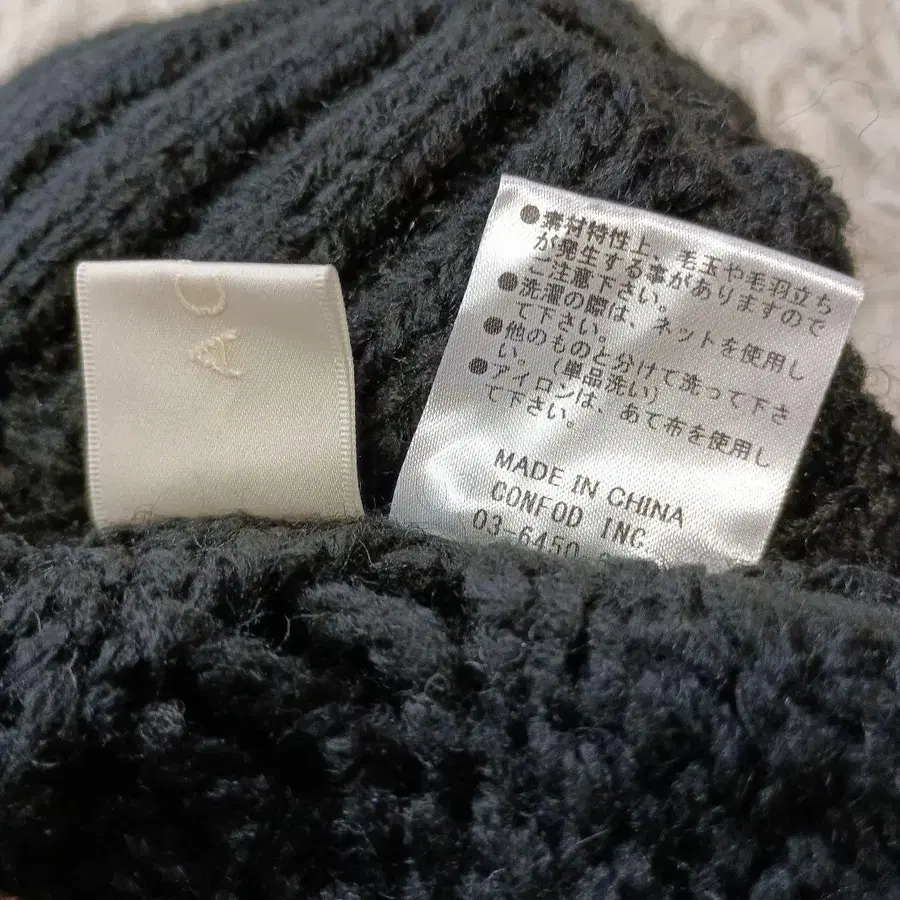 C
A
●素材特性上、毛玉や毛羽立ち
が発生する事がありますので
ご注意下さい。
●洗濯の際は、ネットを使用し
て下さい。
●他のものと分けて洗って下さ
い。（単品洗い）
●アイロンは、あて布を使用し
て下さい。
MADE IN CHINA
CONFOD INC.
03-6450